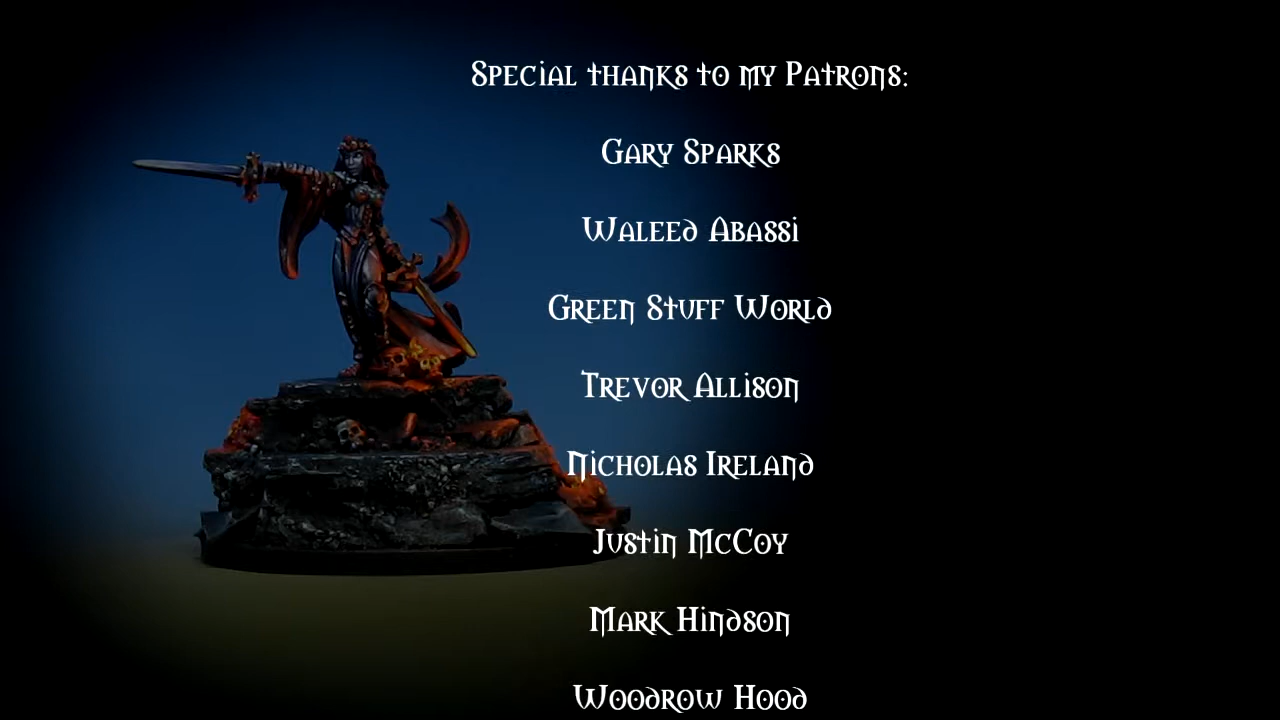 Special thanks to my Patrons:
Gary Sparks
Waleed Abassi
Green Stuff World
Trevor Allison
Nicholas Ireland
Justin McCoy
Mark Hindson
Woodrow Hood